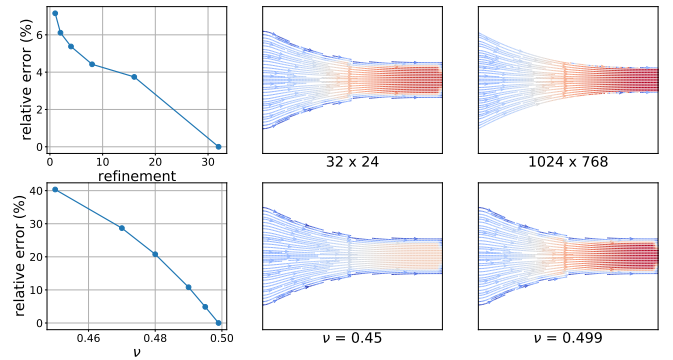 relative error (%)
6
4
2
0
0
10
20
30
refinement
32 x 24
1024 x 768
relative error (%)
40
30
20
10
0
0.46
0.48
0.50
ν
ν = 0.45
ν = 0.499